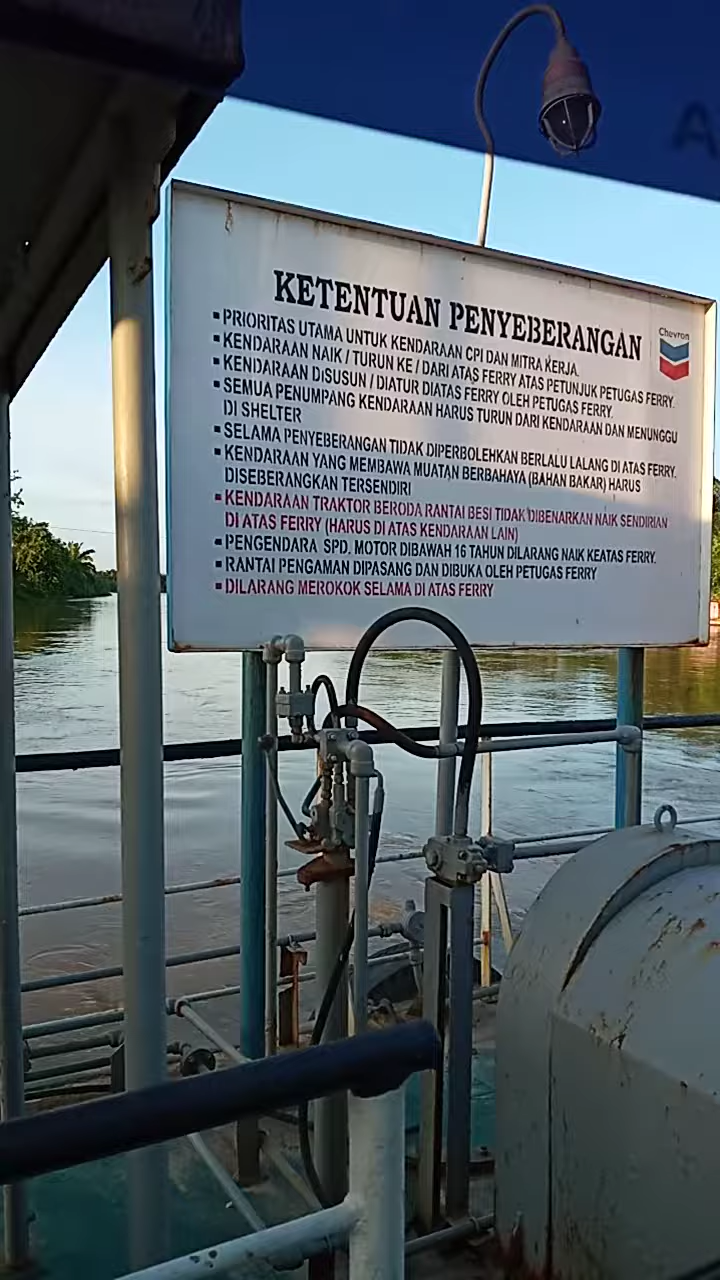 KETENTUAN PENYEBERANGAN
Chevron
▪PRIORITAS UTAMA UNTUK KENDARAAN CPI DAN MITRA KERJA.
▪KENDARAAN NAIK / TURUN KE / DARI ATAS FERRY ATAS PETUNJUK PETUGAS FERRY.
▪KENDARAAN DISUSUN / DIATUR DIATAS FERRY OLEH PETUGAS FERRY.
▪SEMUA PENUMPANG KENDARAAN HARUS TURUN DARI KENDARAAN DAN MENUNGGU
DI SHELTER
▪SELAMA PENYEBERANGAN TIDAK DIPERBOLEHKAN BERLALU LALANG DI ATAS FERRY.
▪KENDARAAN YANG MEMBAWA MUATAN BERBAHAYA (BAHAN BAKAR) HARUS
DISEBERANGKAN TERSENDIRI
▪KENDARAAN TRAKTOR BERODA RANTAI BESI TIDAK DIBENARKAN NAIK SENDIRIAN
DI ATAS FERRY (HARUS DI ATAS KENDARAAN LAIN)
▪PENGENDARA SPD. MOTOR DIBAWAH 16 TAHUN DILARANG NAIK KEATAS FERRY.
▪RANTAI PENGAMAN DIPASANG DAN DIBUKA OLEH PETUGAS FERRY
▪DILARANG MEROKOK SELAMA DI ATAS FERRY